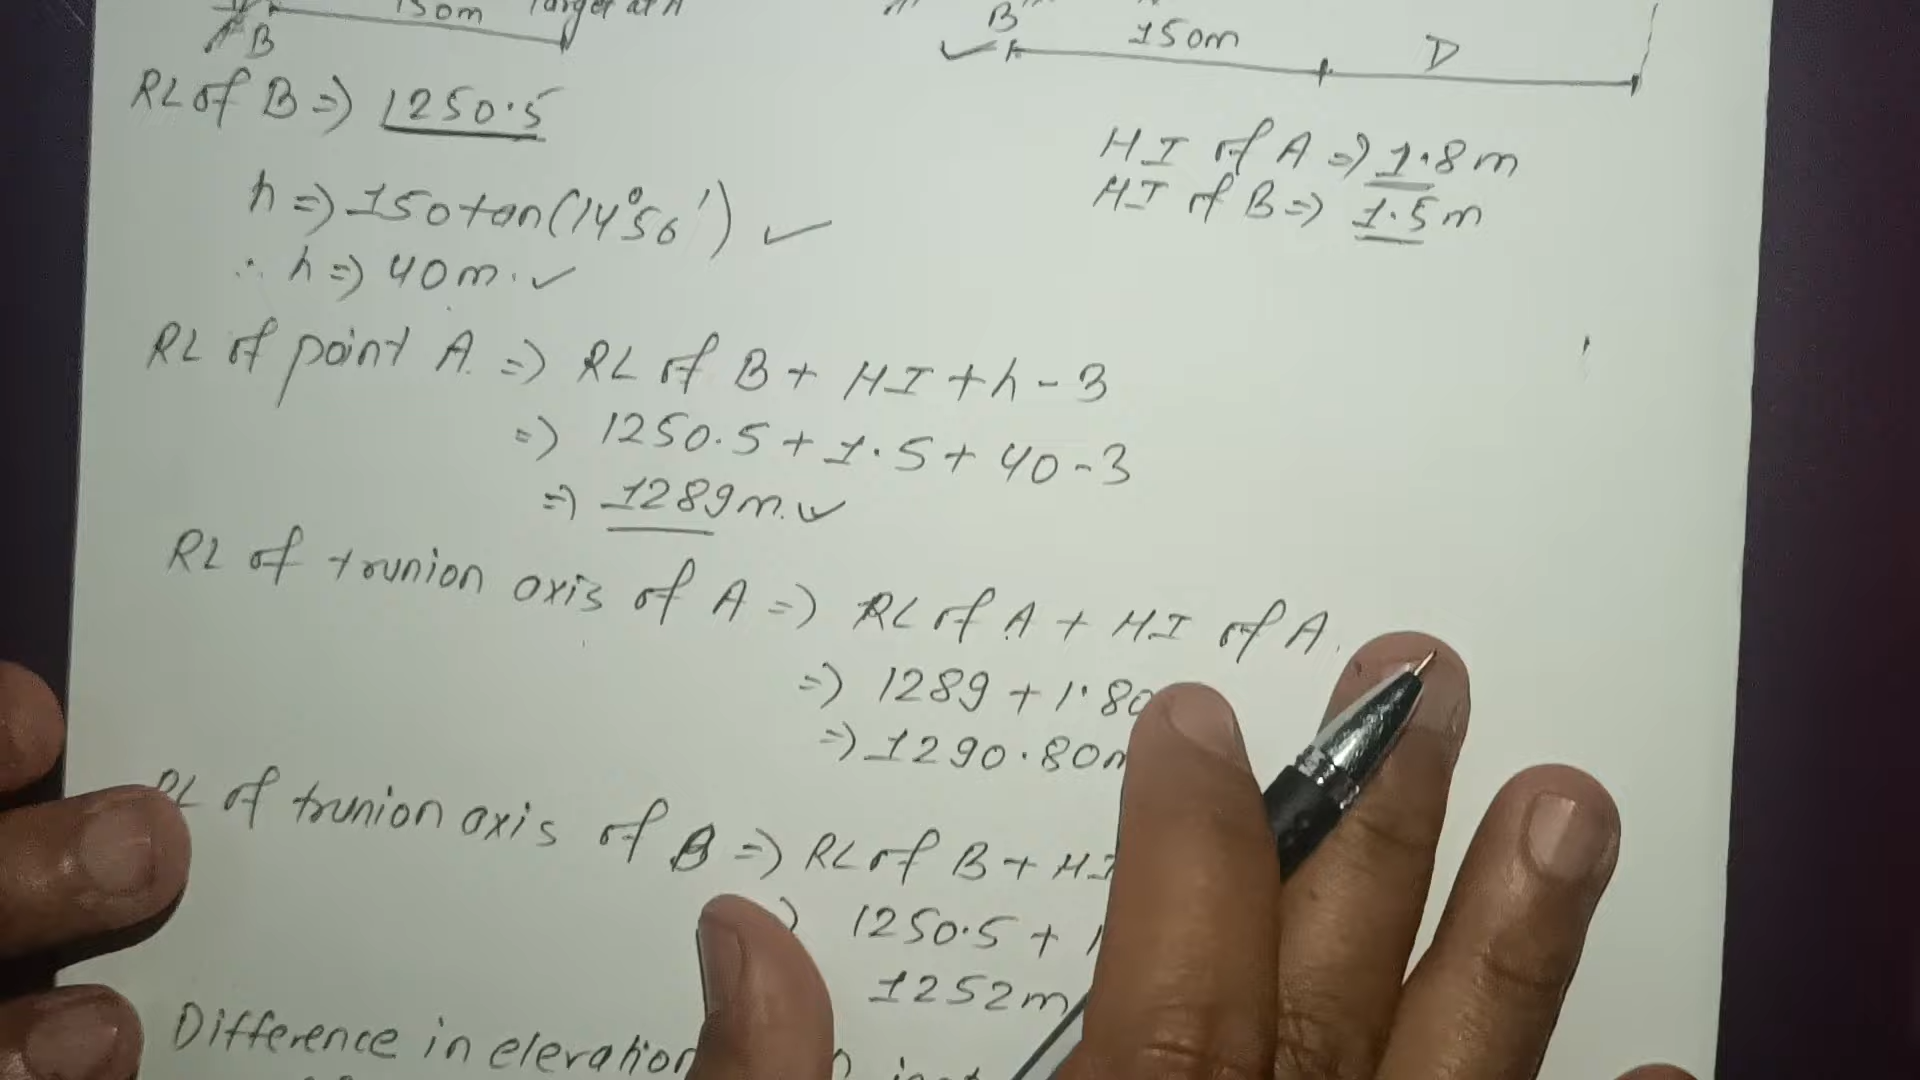 150m Target at A
B
B
150m
D
RL of B => 1250.5
HI of A => 1.8m
HI of B => 1.5m
h => 150tan(14°56')
∴ h => 40m.
RL of point A. => RL of B + HI + h - 3
=> 1250.5 + 1.5 + 40 - 3
=> 1289m.
RL of trunion axis of A => RL of A + HI of A.
=> 1289 + 1.80
=> 1290.80m
RL of trunion axis of B => RL of B + HI
1250.5 + 1
1252m
Difference in elevation